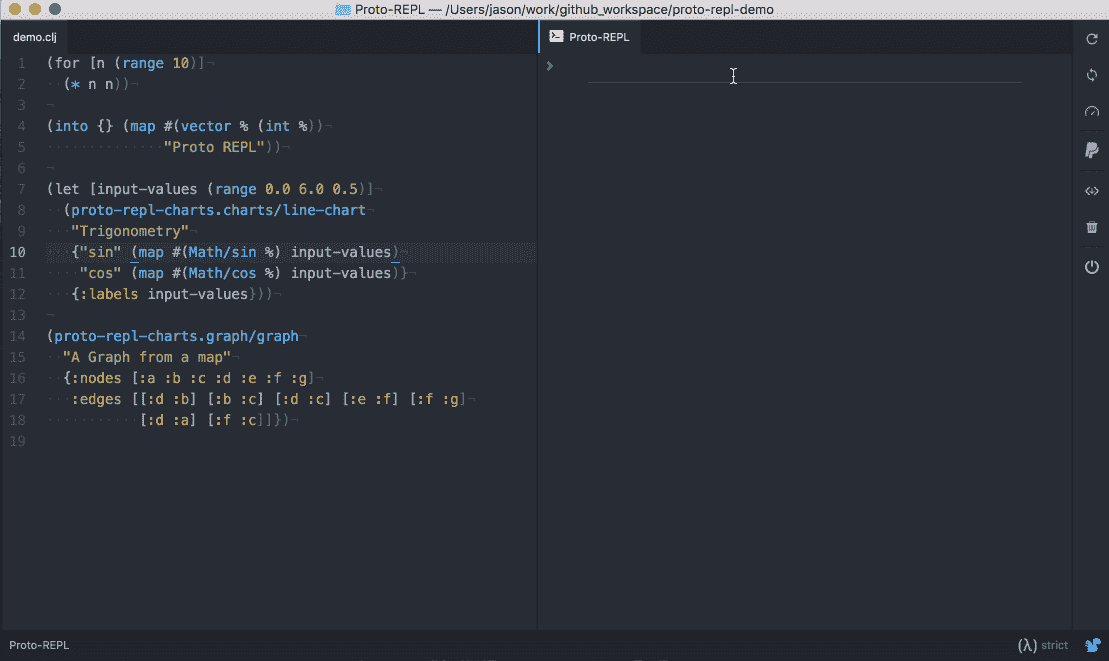 Proto-REPL — /Users/jason/work/github_workspace/proto-repl-demo
demo.clj
1 (for [n (range 10)]
2   (* n n))
3
4 (into {} (map #(vector % (int %))
5              "Proto REPL"))
6
7 (let [input-values (range 0.0 6.0 0.5)]
8   (proto-repl-charts.charts/line-chart
9    "Trigonometry"
10    {"sin" (map #(Math/sin %) input-values)
11     "cos" (map #(Math/cos %) input-values)}
12    {:labels input-values}))
13
14 (proto-repl-charts.graph/graph
15   "A Graph from a map"
16   {:nodes [:a :b :c :d :e :f :g]
17    :edges [[:d :b] [:b :c] [:d :c] [:e :f] [:f :g]
18            [:d :a] [:f :c]]})
19
Proto-REPL
Proto-REPL
(λ) strict